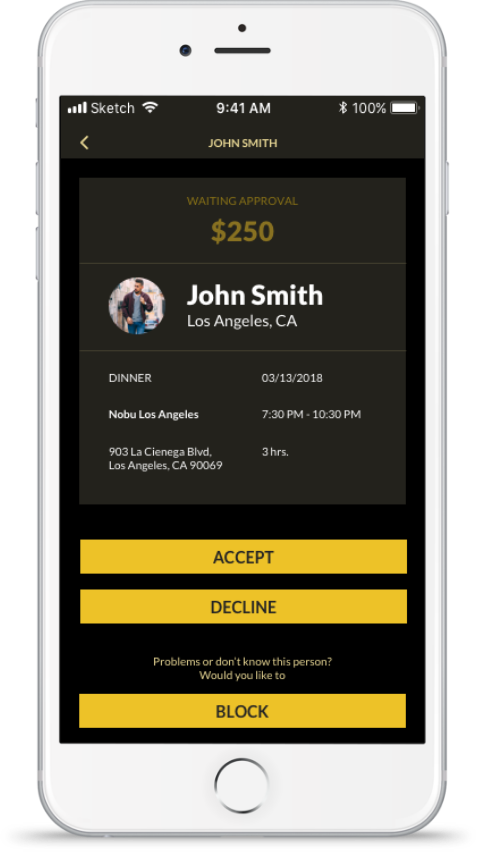 Sketch 9:41 AM 100%
JOHN SMITH
WAITING APPROVAL
$250
John Smith
Los Angeles, CA
DINNER 03/13/2018
Nobu Los Angeles 7:30 PM - 10:30 PM
903 La Cienega Blvd, 3 hrs.
Los Angeles, CA 90069
ACCEPT
DECLINE
Problems or don't know this person?
Would you like to
BLOCK